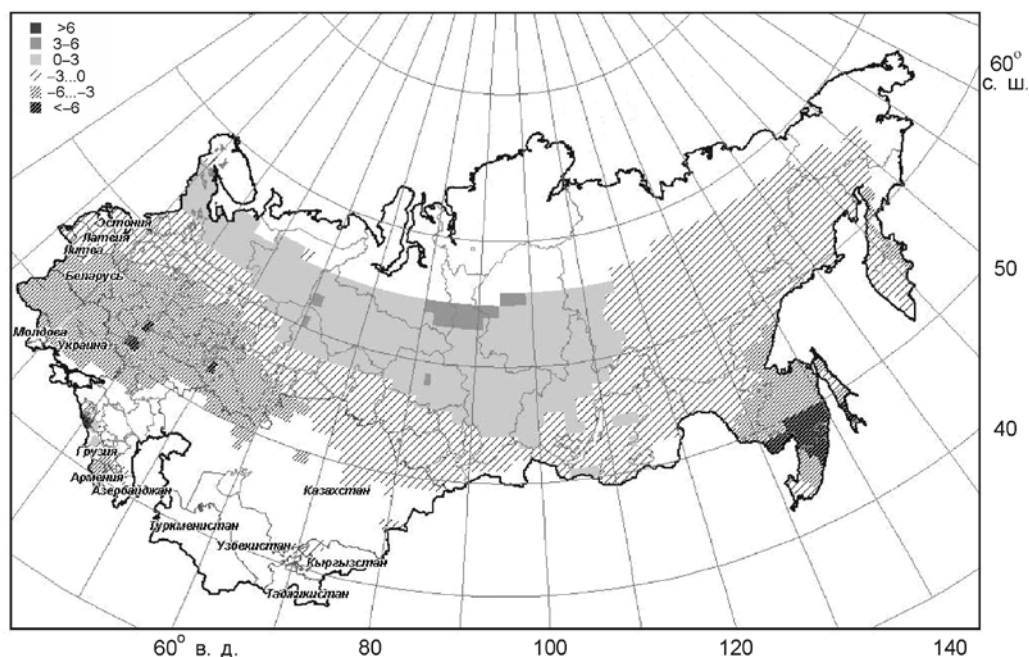 >6
3–6
0–3
–3...0
–6...–3
<–6
60°
с. ш.
50
40
Эстония
Латвия
Литва
Беларусь
Молдова
Украина
Грузия
Армения
Азербайджан
Казахстан
Туркменистан
Узбекистан
Кыргызстан
Таджикистан
60° в. д.
80
100
120
140